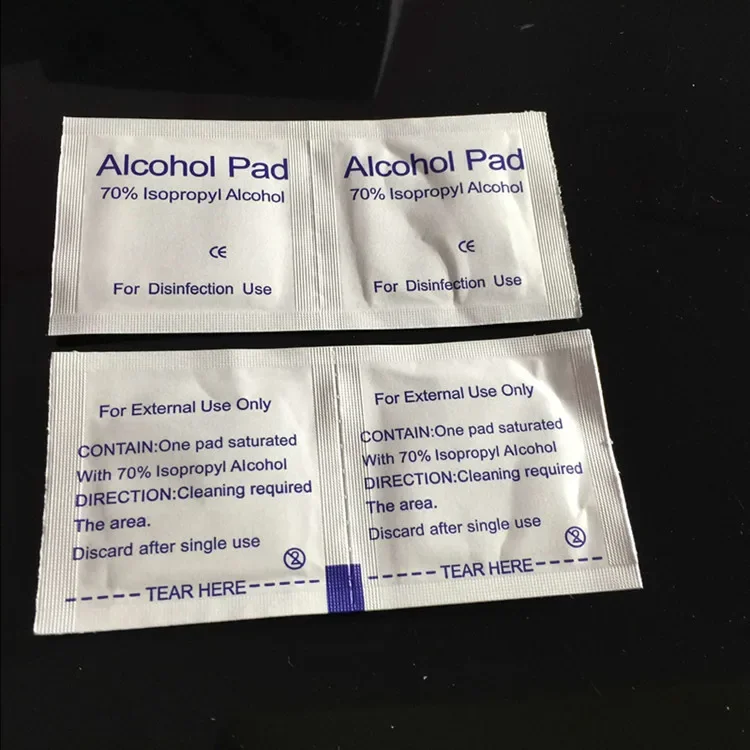 Alcohol Pad
70% Isopropyl Alcohol
CE
For Disinfection Use
Alcohol Pad
70% Isopropyl Alcohol
CE
For Disinfection Use
For External Use Only
CONTAIN:One pad saturated
With 70% Isopropyl Alcohol
DIRECTION:Cleaning required
The area.
Discard after single use
2
----- TEAR HERE -----
For External Use Only
CONTAIN:One pad saturated
With 70% Isopropyl Alcohol
DIRECTION:Cleaning required
The area.
Discard after single use
2
----- TEAR HERE -----